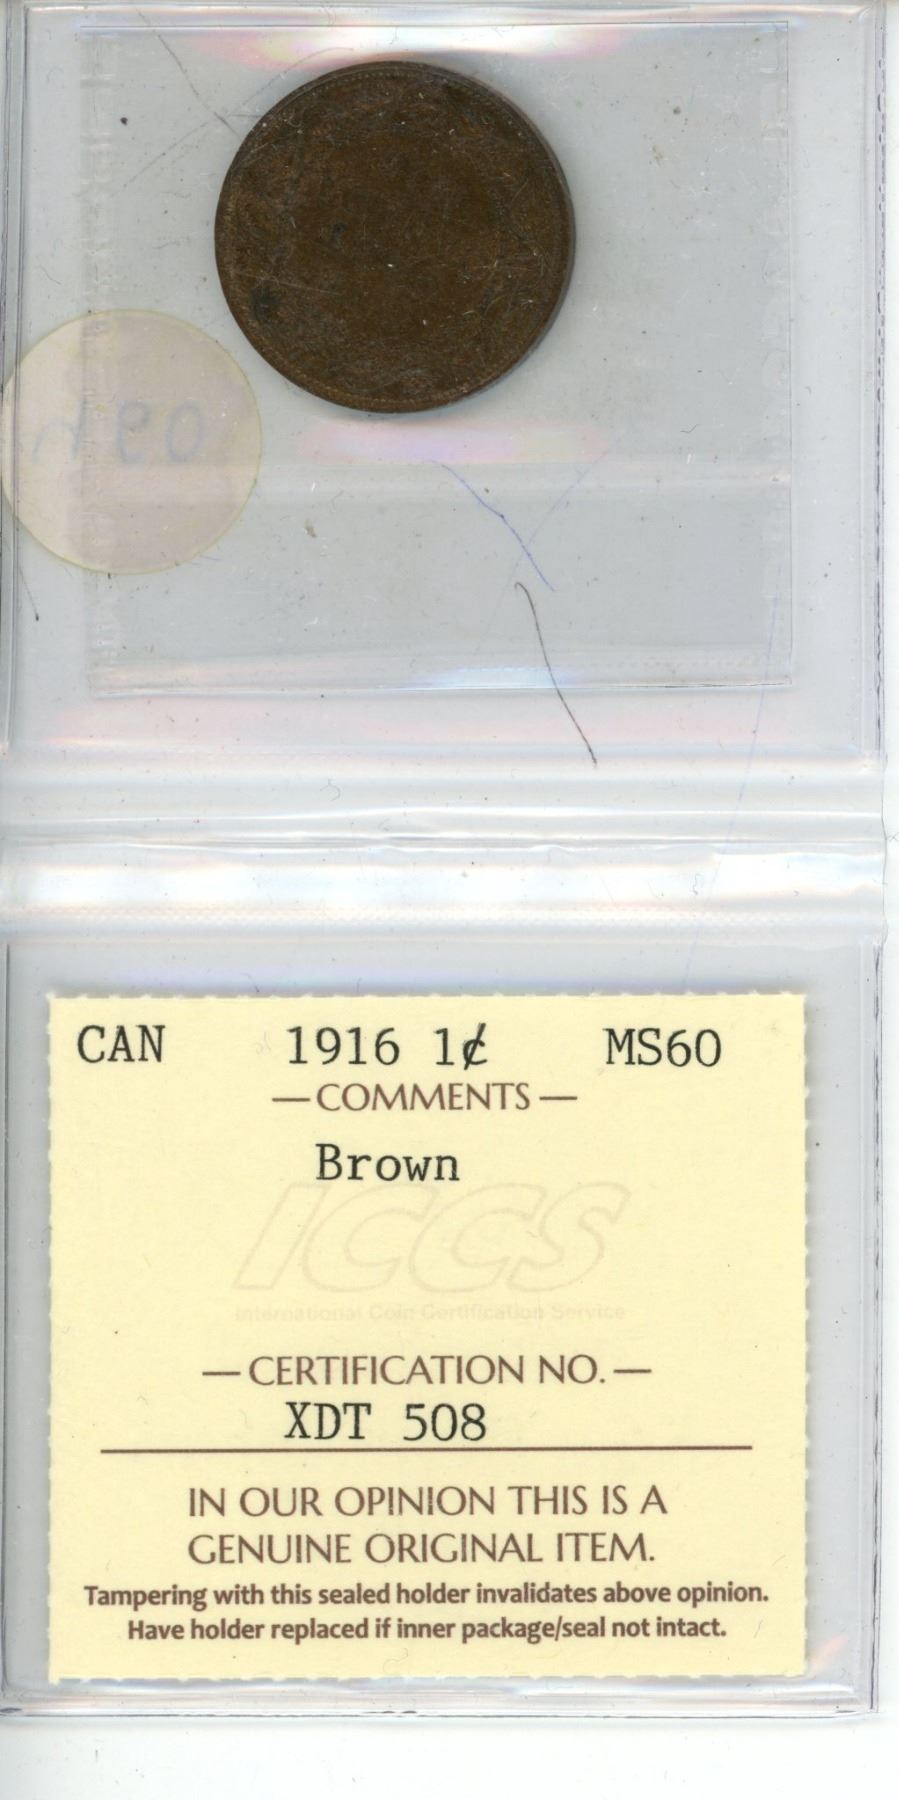 CAN 1916 1¢ MS60
—COMMENTS—
Brown
ICCS
International Coin Certification Service
—CERTIFICATION NO.—
XDT 508
IN OUR OPINION THIS IS A
GENUINE ORIGINAL ITEM.
Tampering with this sealed holder invalidates above opinion.
Have holder replaced if inner package/seal not intact.